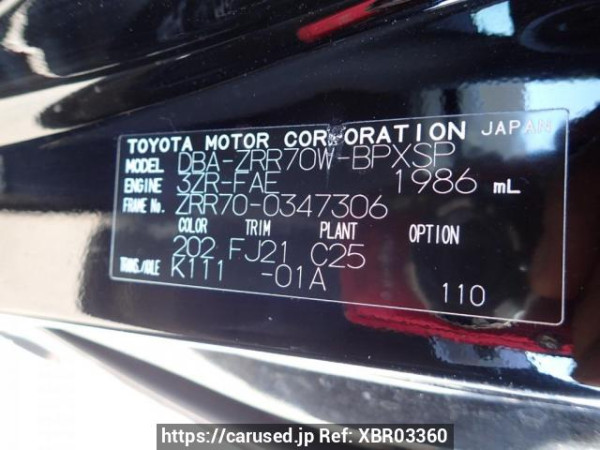 TOYOTA MOTOR CORPORATION JAPAN
MODEL DBA-ZRR70W-BPXSP
ENGINE 3ZR-FAE 1986 mL
FRAME No. ZRR70-0347306
COLOR TRIM PLANT OPTION
202 FJ21 C25
TRANS./AXLE K111 -01A
110
https://carused.jp Ref: XBR03360